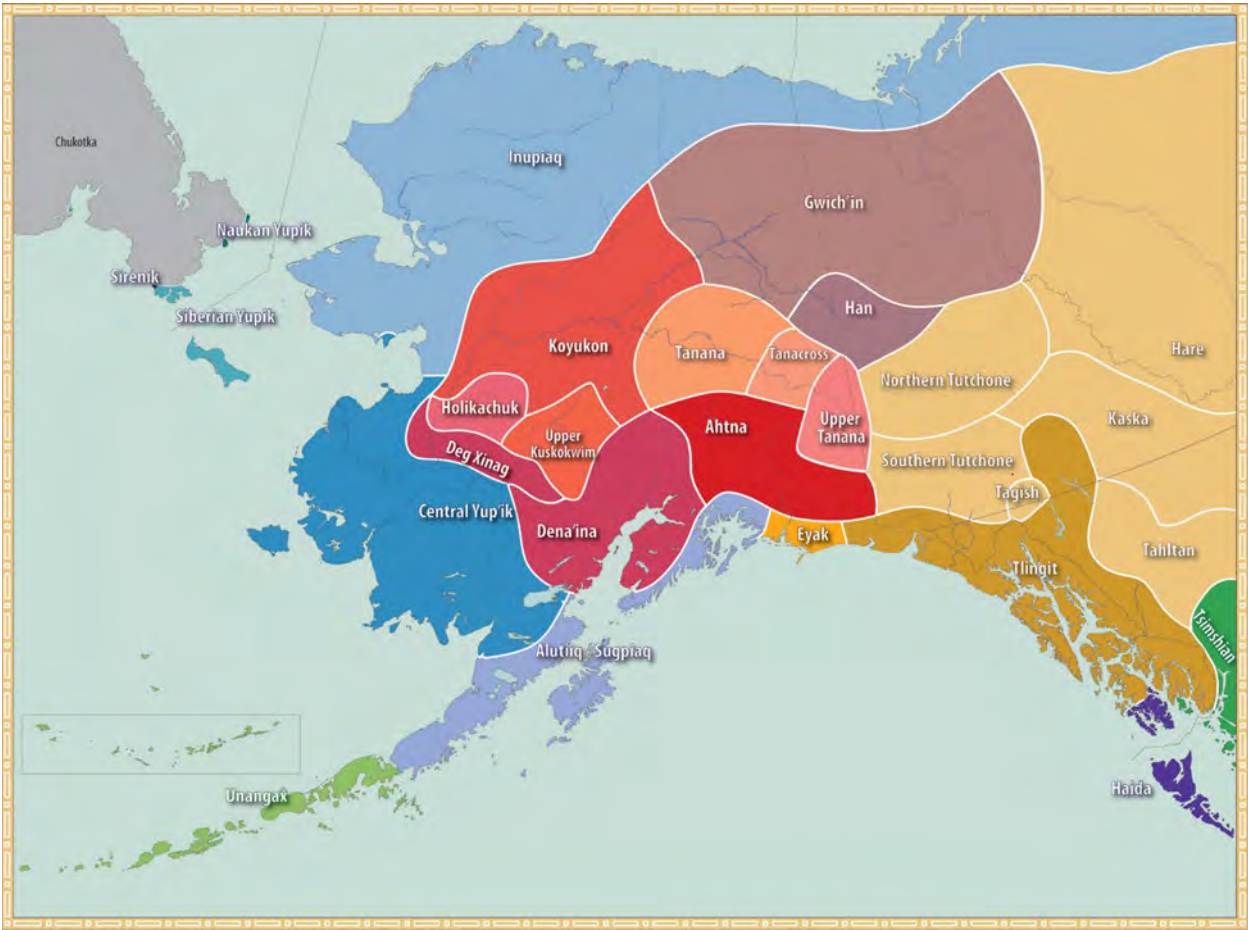 Chukotka
Inupiaq
Gwich'in
Naukan Yupik
Sirenik
Siberian Yupik
Han
Koyukon
Tanana
Tanacross
Hare
Northern Tutchone
Holikachuk
Upper
Kuskokwim
Ahtna
Upper
Tanana
Kaska
Deg Xinag
Southern Tutchone
Tagish
Central Yup'ik
Dena'ina
Eyak
Tahltan
Tlingit
Tsimshian
Alutiiq / Sugpiaq
Unangax
Haida